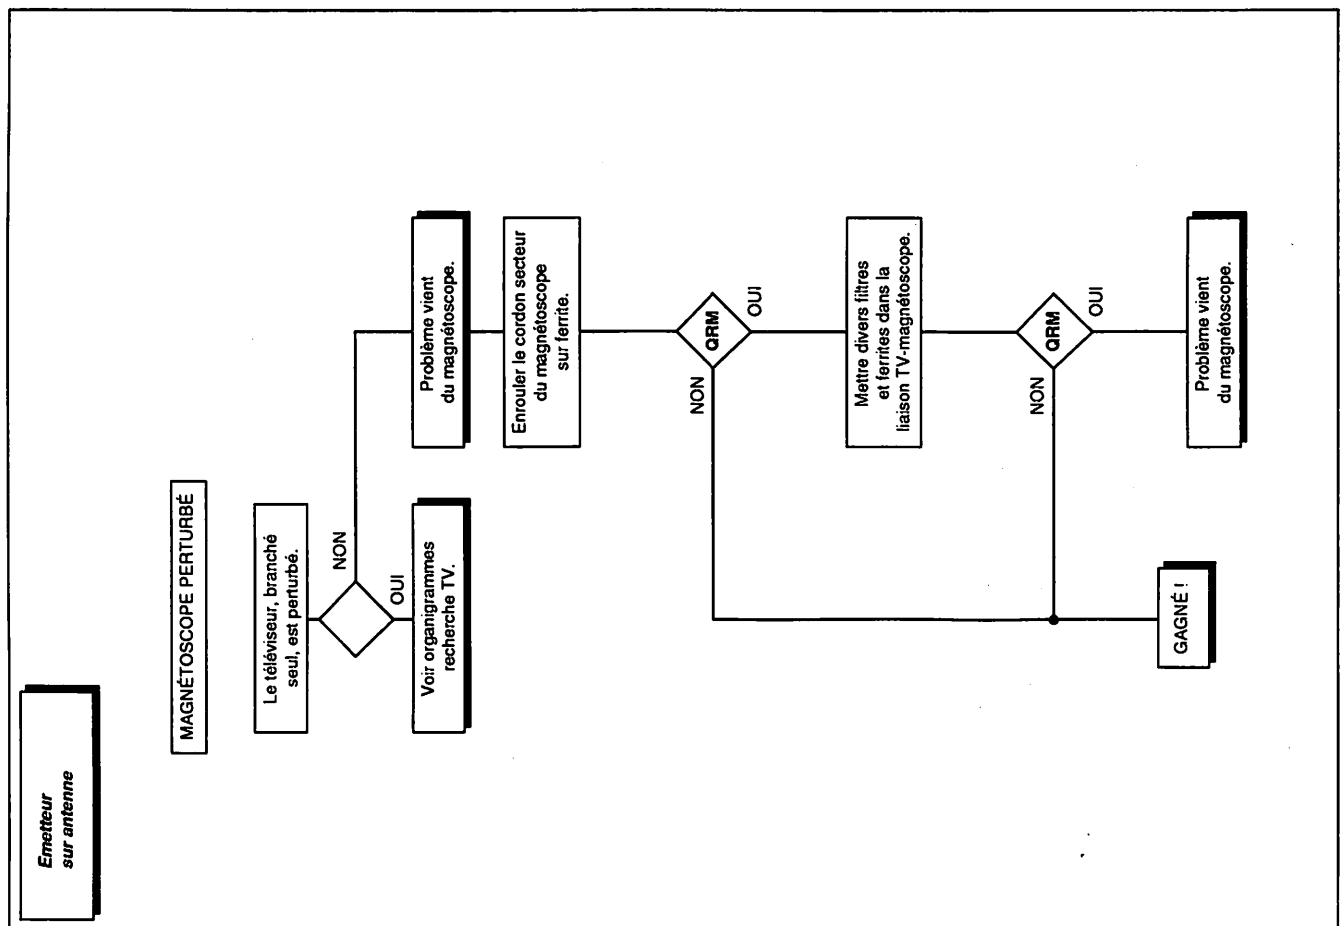 Emetteur
sur antenne
MAGNÉTOSCOPE PERTURBÉ
Le téléviseur, branché
seul, est perturbé.
NON
OUI
Voir organigrammes
recherche TV.
Problème vient
du magnétoscope.
Enrouler le cordon secteur
du magnétoscope
sur ferrite.
QRM
NON
OUI
Mettre divers filtres
et ferrites dans la
liaison TV-magnétoscope.
QRM
NON
OUI
GAGNÉ !
Problème vient
du magnétoscope.